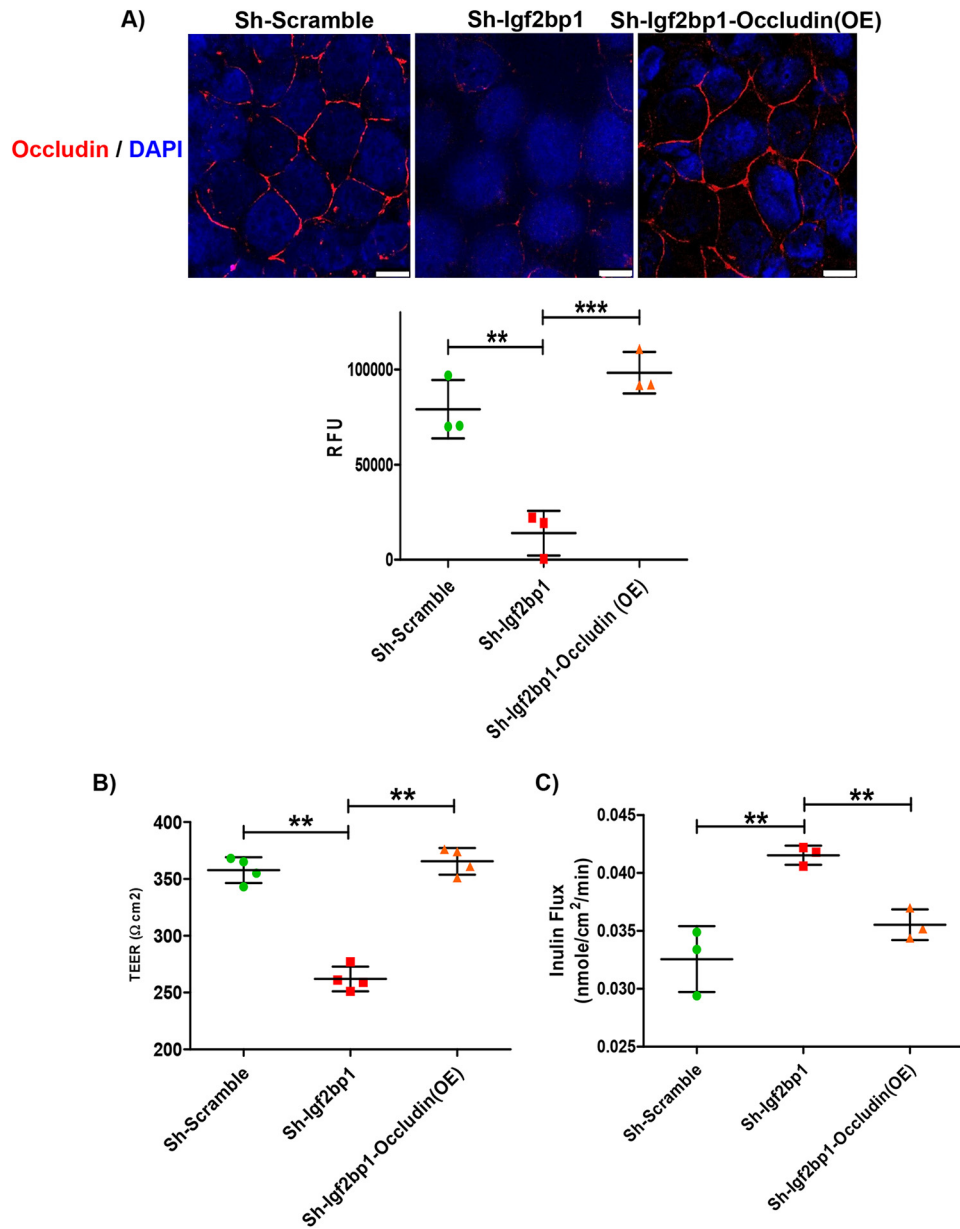 A)
Sh-Scramble
Sh-Igf2bp1
Sh-Igf2bp1-Occludin(OE)
Occludin / DAPI
**
***
100000
50000
0
RFU
Sh-Scramble
Sh-Igf2bp1
Sh-Igf2bp1-Occludin (OE)
B)
**
**
400
350
300
250
200
TEER (Ω cm2)
Sh-Scramble
Sh-Igf2bp1
Sh-Igf2bp1-Occludin(OE)
C)
**
**
0.045
0.040
0.035
0.030
0.025
Inulin Flux
(nmole/cm²/min)
Sh-Scramble
Sh-Igf2bp1
Sh-Igf2bp1-Occludin(OE)